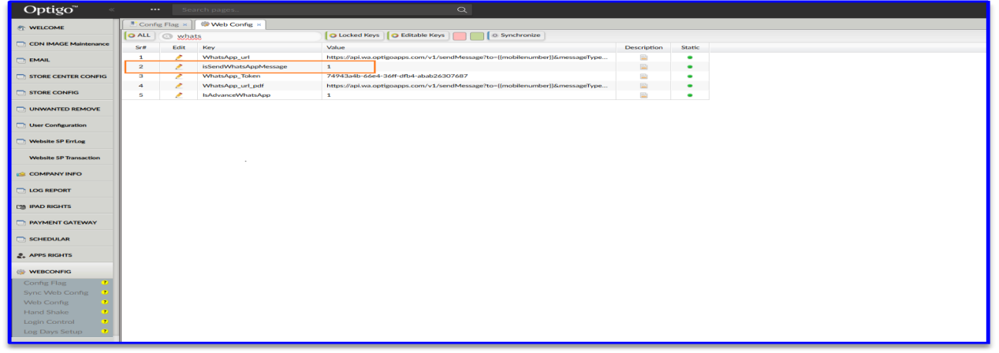 Optigo™ « ••• Search pages..
WELCOME
CDN IMAGE Maintenance
EMAIL
STORE CENTER CONFIG
STORE CONFIG
UNWANTED REMOVE
User Configuration
Website SP ErrLog
Website SP Transaction
COMPANY INFO
LOG REPORT
IPAD RIGHTS
PAYMENT GATEWAY
SCHEDULAR
APPS RIGHTS
WEBCONFIG
Config Flag ?
Sync Web Config ?
Web Config ?
Hand Shake ?
Login Control ?
Log Days Setup ?
Config Flag × Web Config ×
ALL whats Locked Keys Editable Keys Synchronize
Sr# Edit Key Value Description Static
1 WhatsApp_url https://api.wa.optigoapps.com/v1/sendMessage?to={{mobilenumber}}&messageType...
2 isSendWhatsAppMessage 1
3 WhatsApp_Token 74943a4b-66e4-36ff-dfb4-abab26307687
4 WhatsApp_url_pdf https://api.wa.optigoapps.com/v1/sendMessage?to={{mobilenumber}}&messageType...
5 IsAdvanceWhatsApp 1